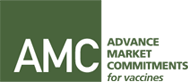 AMC
ADVANCE
MARKET
COMMITMENTS
for vaccines